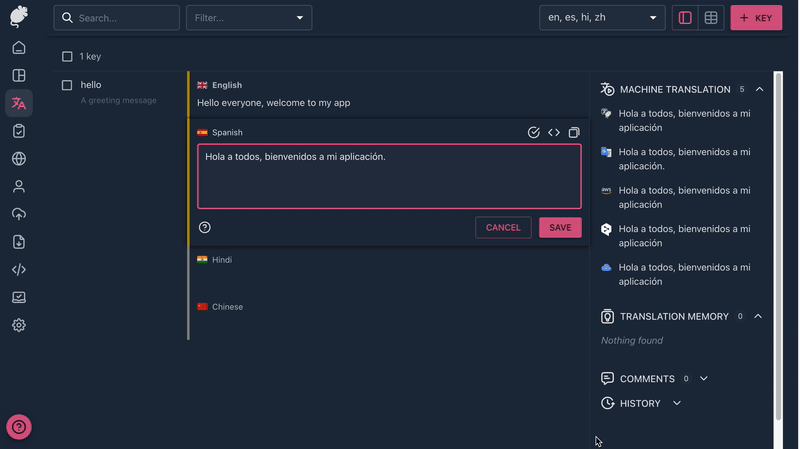 Search...
Filter...
en, es, hi, zh
+ KEY
1 key
hello
A greeting message
English
Hello everyone, welcome to my app
Spanish
Hola a todos, bienvenidos a mi aplicación.
CANCEL
SAVE
Hindi
Chinese
MACHINE TRANSLATION 5
Hola a todos, bienvenidos a mi
aplicación
Hola a todos, bienvenidos a mi
aplicación.
aws
Hola a todos, bienvenidos a mi
aplicación
Hola a todos, bienvenidos a mi
aplicación
Hola a todos, bienvenidos a mi
aplicación
TRANSLATION MEMORY 0
Nothing found
COMMENTS 0
HISTORY